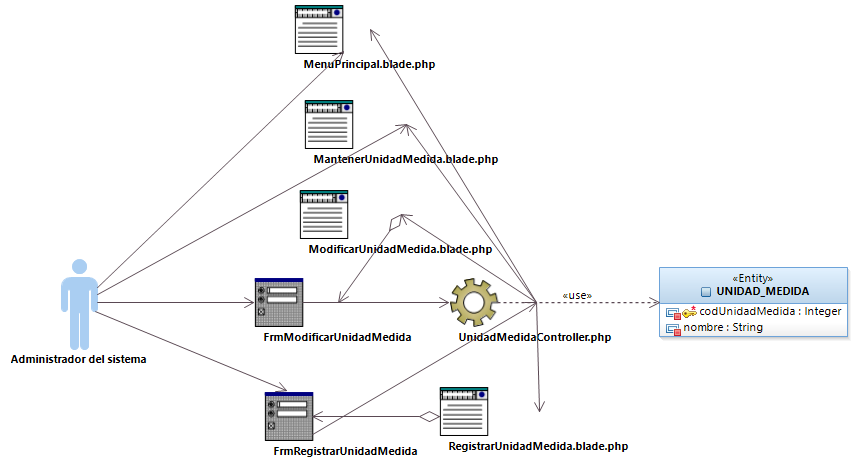 MenuPrincipal.blade.php
MantenerUnidadMedida.blade.php
ModificarUnidadMedida.blade.php
«use»
«Entity»
UNIDAD_MEDIDA
codUnidadMedida : Integer
nombre : String
FrmModificarUnidadMedida
UnidadMedidaController.php
Administrador del sistema
FrmRegistrarUnidadMedida
RegistrarUnidadMedida.blade.php